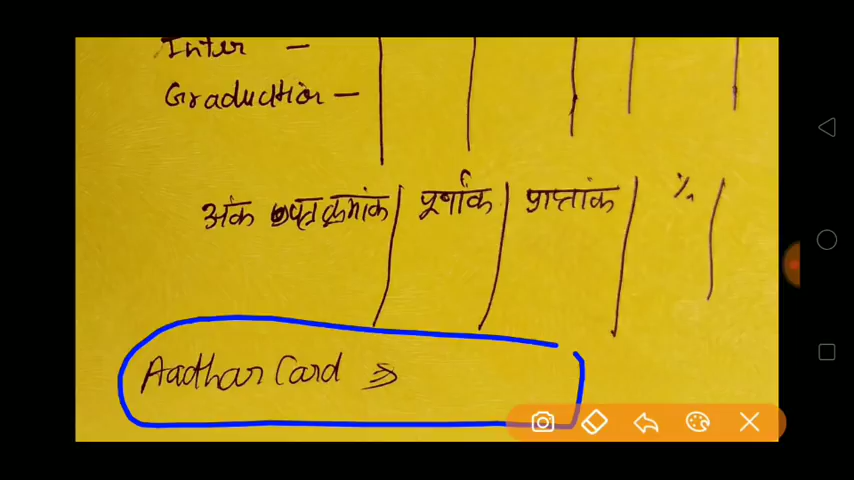 Inter —
Graduction —
अंक पत्र क्रमांक पूर्णांक प्राप्तांक %
Aadhar Card ⇒